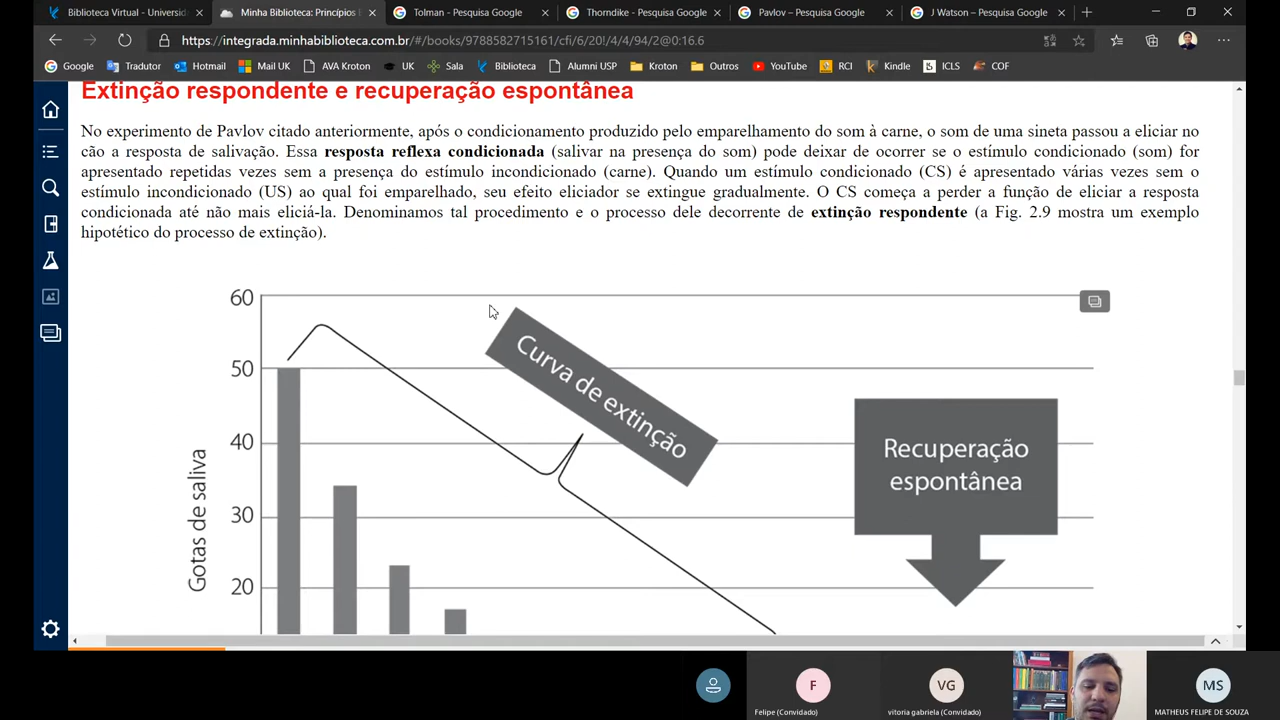 Biblioteca Virtual - Universid
Minha Biblioteca: Princípios E
Tolman - Pesquisa Google
Thorndike - Pesquisa Google
Pavlov – Pesquisa Google
J Watson – Pesquisa Google
https://integrada.minhabiblioteca.com.br/#/books/9788582715161/cfi/6/20!/4/4/94/2@0:16.6
Google Tradutor Hotmail Mail UK AVA Kroton UK Sala Biblioteca Alumni USP Kroton Outros YouTube RCI Kindle ICLS COF
Extinção respondente e recuperação espontânea
No experimento de Pavlov citado anteriormente, após o condicionamento produzido pelo emparelhamento do som à carne, o som de uma sineta passou a eliciar no
cão a resposta de salivação. Essa resposta reflexa condicionada (salivar na presença do som) pode deixar de ocorrer se o estímulo condicionado (som) for
apresentado repetidas vezes sem a presença do estímulo incondicionado (carne). Quando um estímulo condicionado (CS) é apresentado várias vezes sem o
estímulo incondicionado (US) ao qual foi emparelhado, seu efeito eliciador se extingue gradualmente. O CS começa a perder a função de eliciar a resposta
condicionada até não mais eliciá-la. Denominamos tal procedimento e o processo dele decorrente de extinção respondente (a Fig. 2.9 mostra um exemplo
hipotético do processo de extinção).
60
50
40
30
20
Gotas de saliva
Curva de extinção
Recuperação
espontânea
F
VG
MS
Felipe (Convidado)
vitoria gabriela (Convidado)
MATHEUS FELIPE DE SOUZA